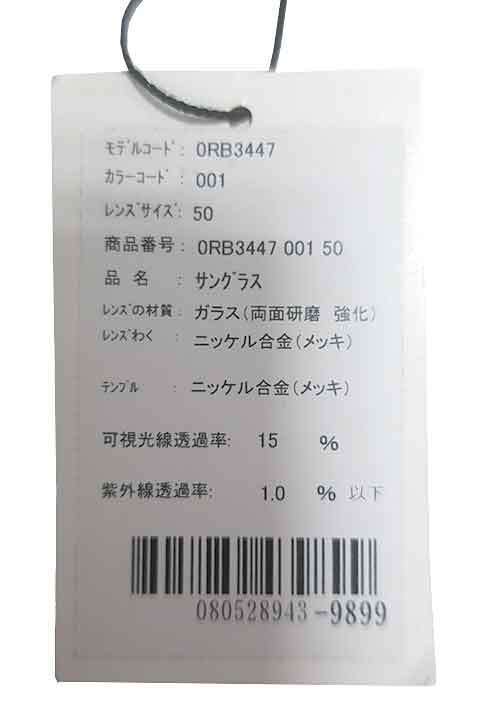 ﾓﾃﾞﾙｺｰﾄﾞ: 0RB3447
ｶﾗｰｺｰﾄﾞ: 001
ﾚﾝｽﾞｻｲｽﾞ: 50
商品番号: 0RB3447 001 50
品 名 : サングラス
ﾚﾝｽﾞの材質: ガラス(両面研磨 強化)
ﾚﾝｽﾞわく : ニッケル合金(メッキ)
ﾃﾝﾌﾟﾙ : ニッケル合金(メッキ)
可視光線透過率: 15 %
紫外線透過率: 1.0 % 以下
080528943-9899